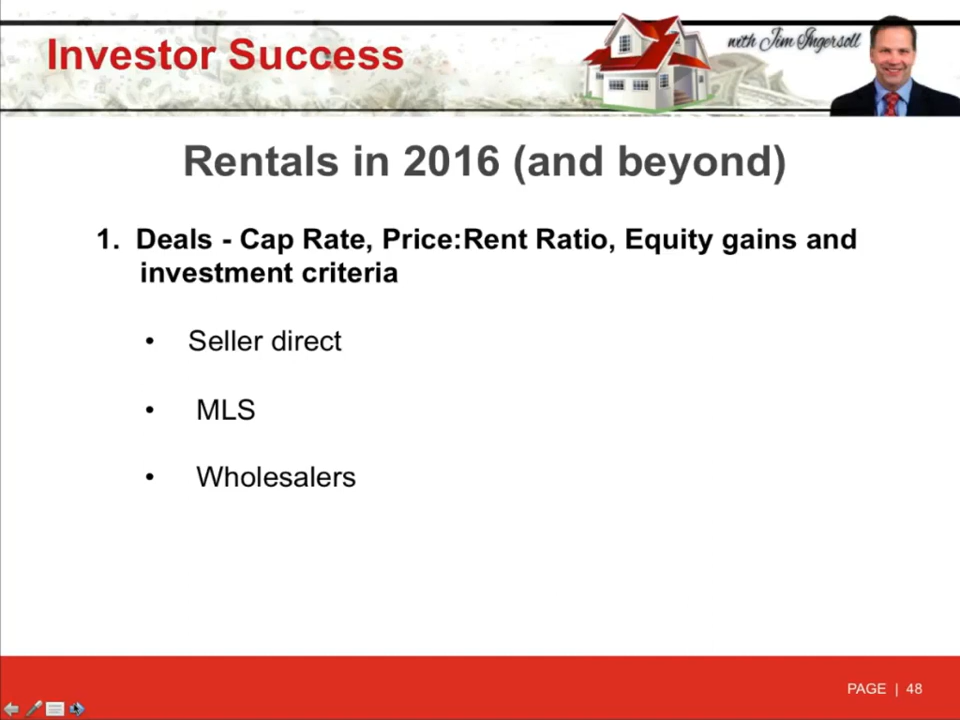 Investor Success
with Jim Ingersoll
Rentals in 2016 (and beyond)
1. Deals - Cap Rate, Price:Rent Ratio, Equity gains and
investment criteria
• Seller direct
• MLS
• Wholesalers
PAGE | 48